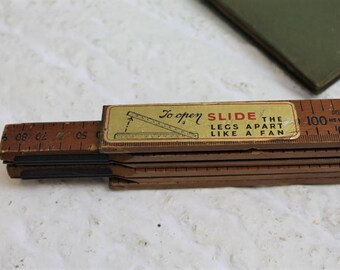 To open SLIDE THE
LEGS APART
LIKE A FAN
100